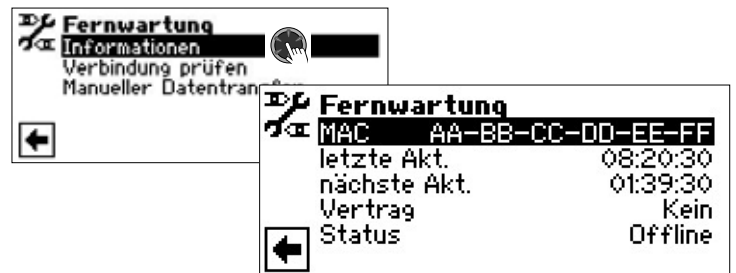 Fernwartung
Informationen
Verbindung prüfen
Manueller Datentran
Fernwartung
MAC AA-BB-CC-DD-EE-FF
letzte Akt. 08:20:30
nächste Akt. 01:39:30
Vertrag Kein
Status Offline